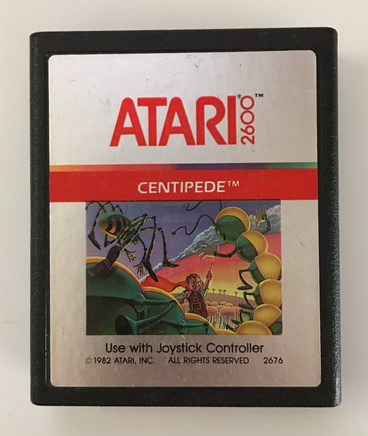 ATARI® 2600™
CENTIPEDE™
Use with Joystick Controller
© 1982 ATARI, INC. ALL RIGHTS RESERVED 2676